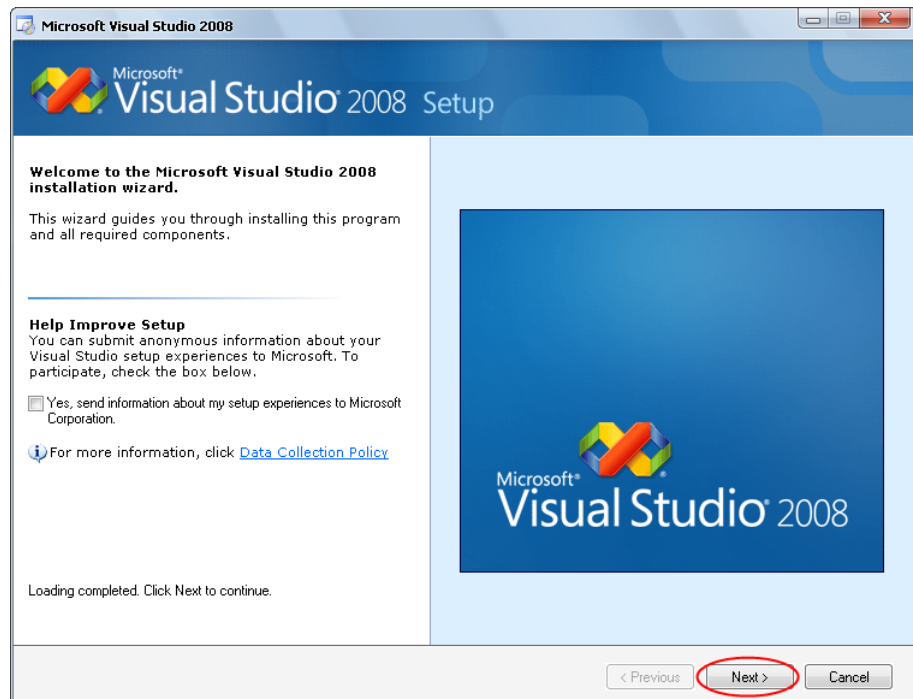 Microsoft Visual Studio 2008
Microsoft®
Visual Studio® 2008 Setup
Welcome to the Microsoft Visual Studio 2008
installation wizard.
This wizard guides you through installing this program
and all required components.
Help Improve Setup
You can submit anonymous information about your
Visual Studio setup experiences to Microsoft. To
participate, check the box below.
Yes, send information about my setup experiences to Microsoft
Corporation.
For more information, click Data Collection Policy
Loading completed. Click Next to continue.
Microsoft®
Visual Studio® 2008
< Previous
Next >
Cancel